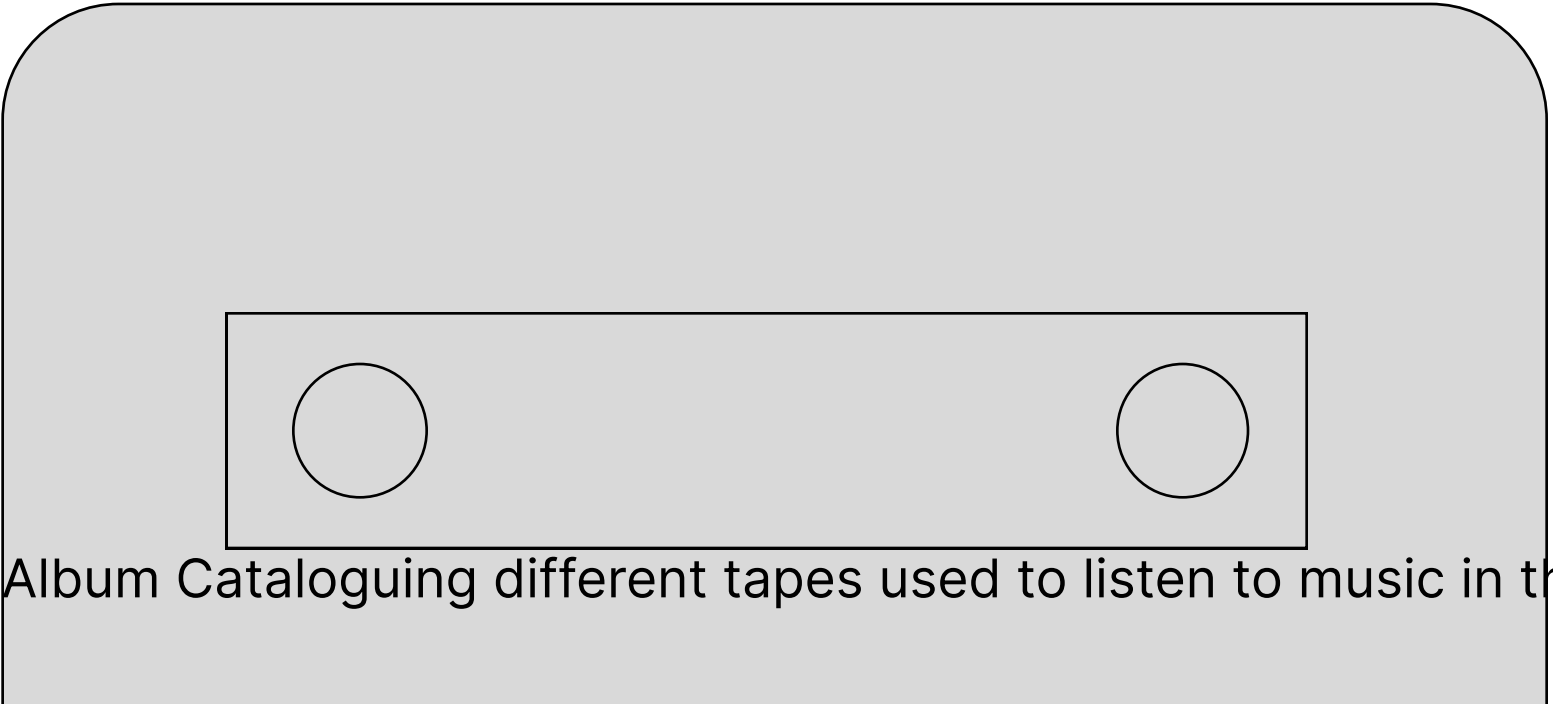 Album Cataloguing different tapes used to listen to music in